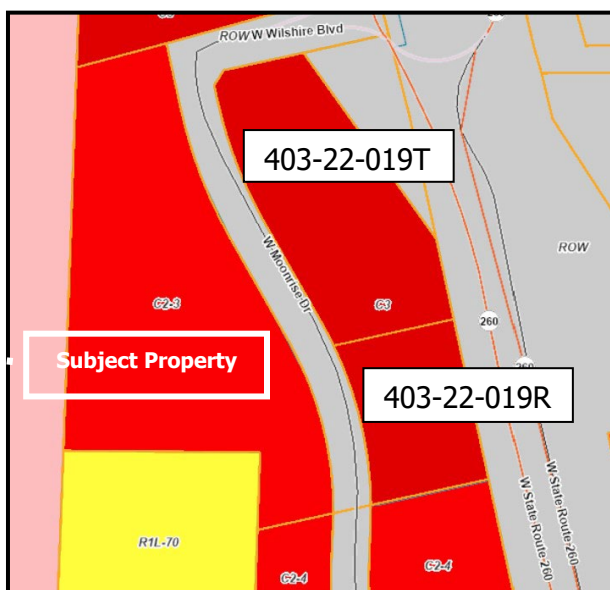 ROW W Wilshire Blvd
403-22-019T
W Moonrise Dr
ROW
C2-3
C3
260
Subject Property
260
403-22-019R
W State Route 260
W State Route 260
R1L-70
C2-4
C2-4